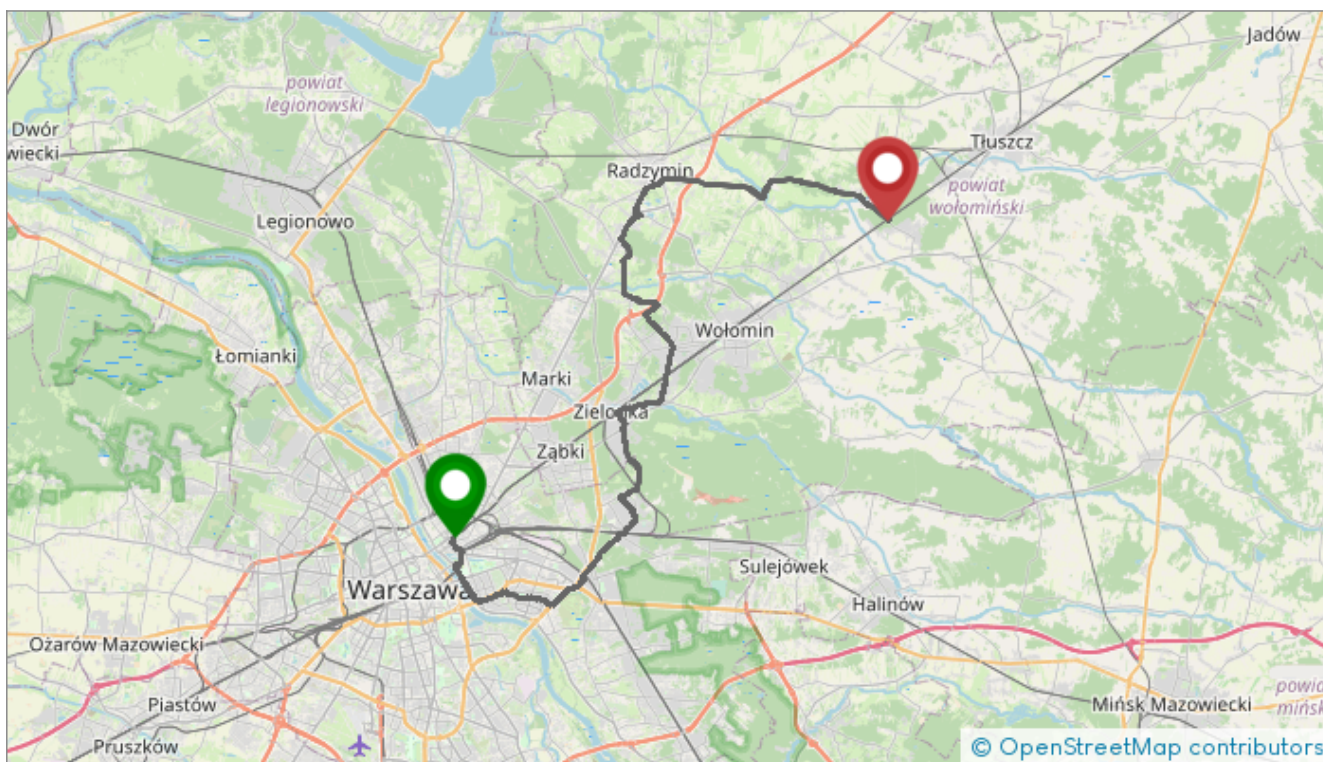 Jadów
powiat
legionowski
Dwór
wiecki
Tłuszcz
Radzymin
powiat
wołomiński
Legionowo
Wołomin
Łomianki
Marki
Zielonka
Ząbki
Sulejówek
Warszawa
Halinów
Ożarów Mazowiecki
Piastów
Mińsk Mazowiecki
powia
mińsk
Pruszków
© OpenStreetMap contributors